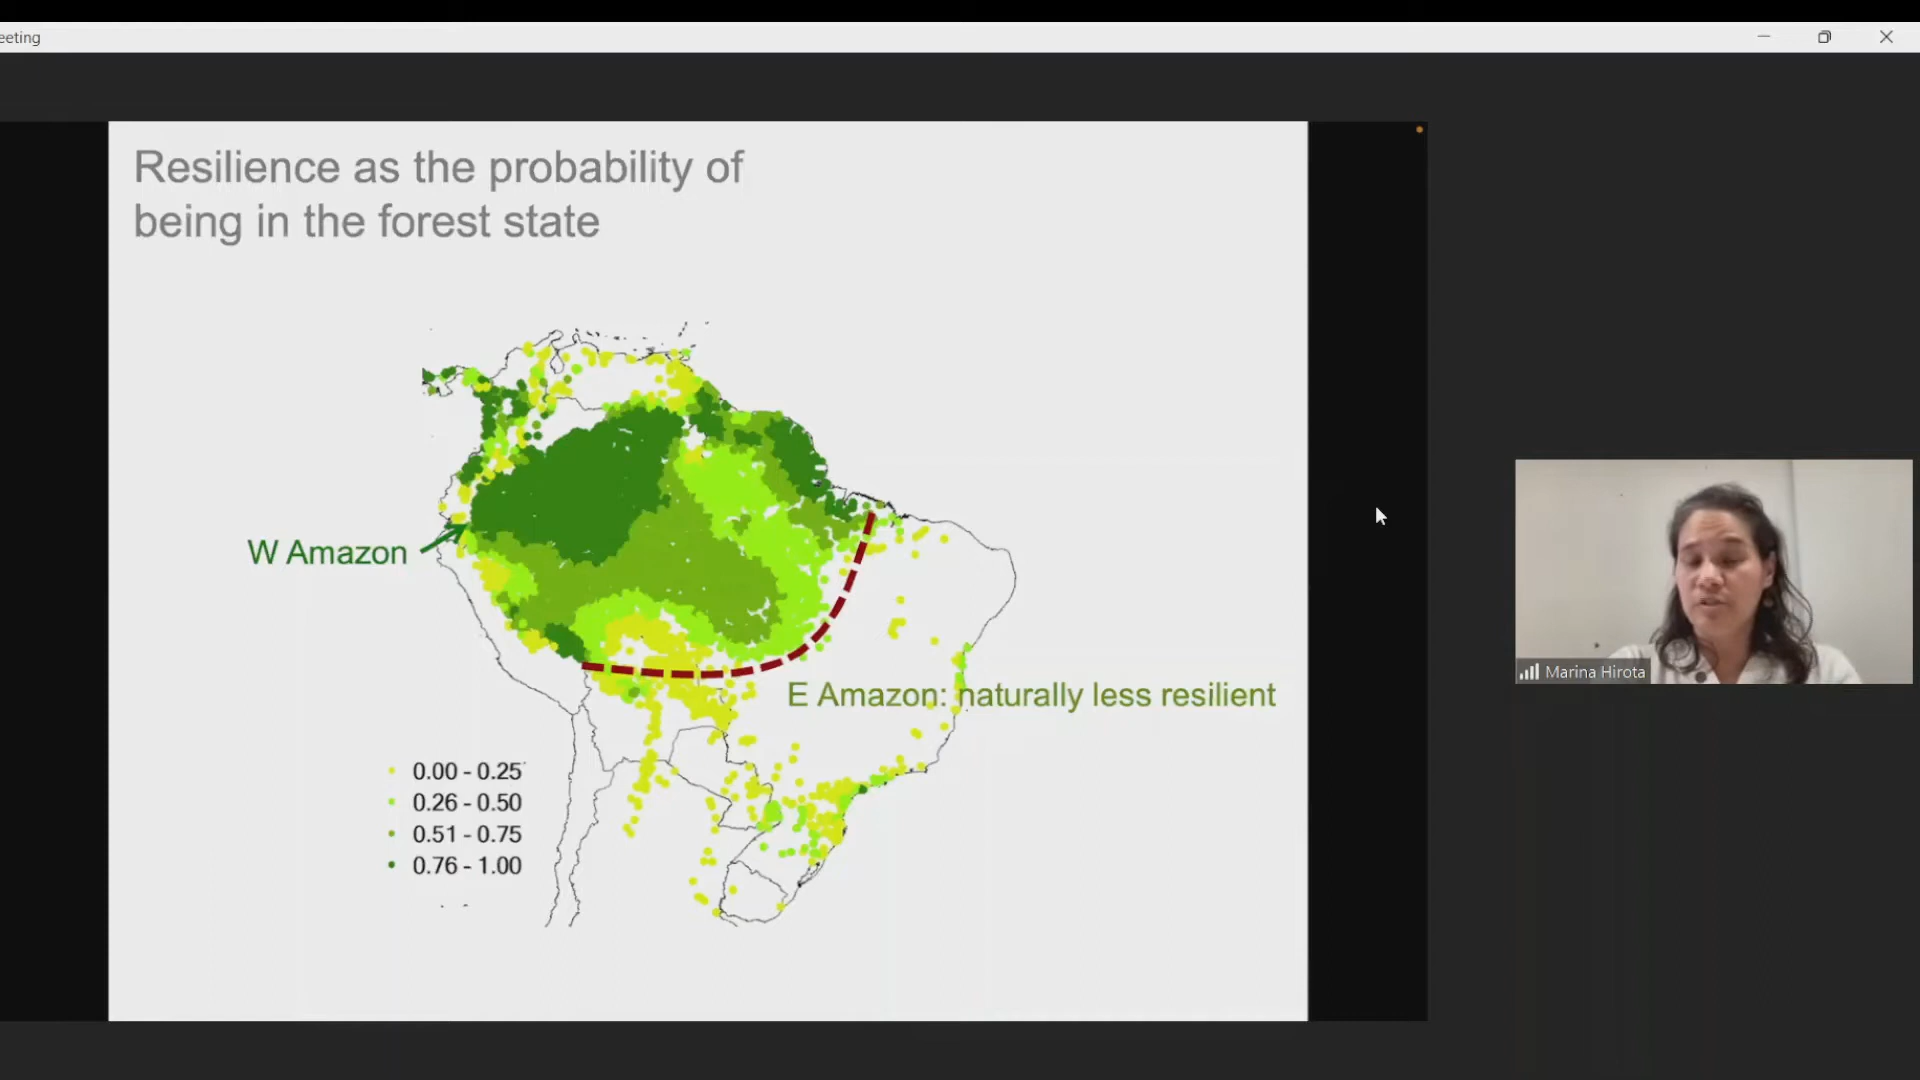 eeting
Resilience as the probability of
being in the forest state
W Amazon
E Amazon: naturally less resilient
0.00 - 0.25
0.26 - 0.50
0.51 - 0.75
0.76 - 1.00
Marina Hirota